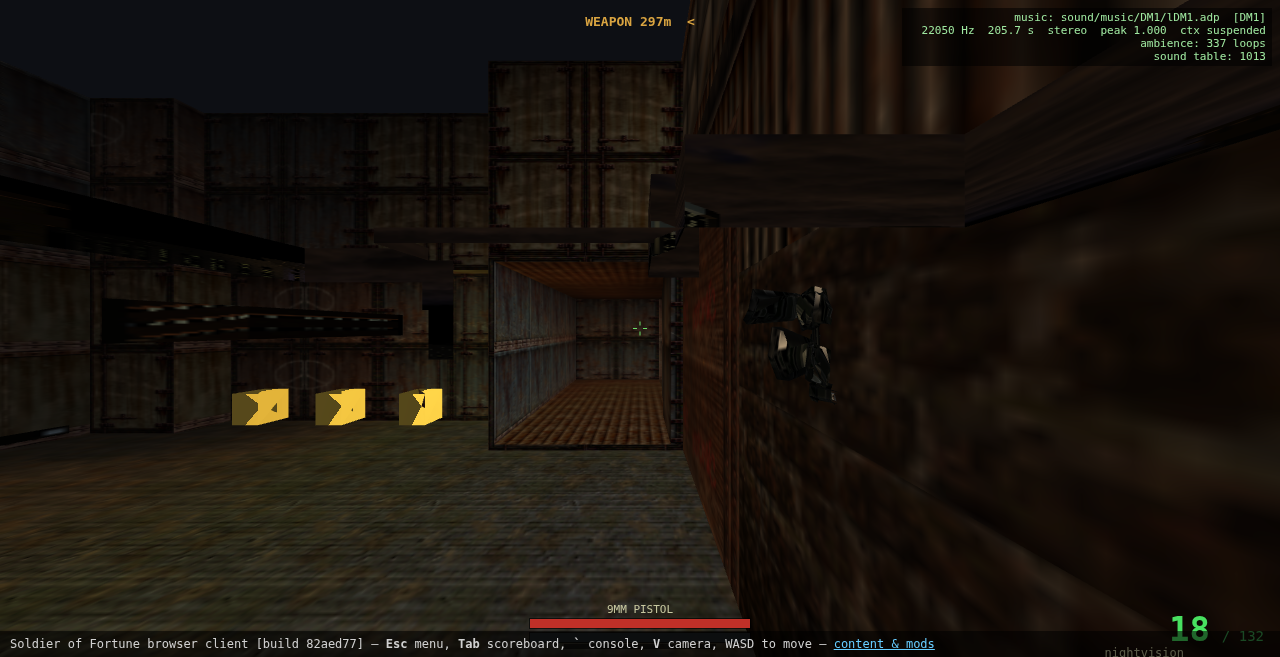 WEAPON 297m <
music: sound/music/DM1/lDM1.adp [DM1]
22050 Hz 205.7 s stereo peak 1.000 ctx suspended
ambience: 337 loops
sound table: 1013
9MM PISTOL
Soldier of Fortune browser client [build 82aed77] — Esc menu, Tab scoreboard, ` console, V camera, WASD to move — content & mods
18 / 132
nightvision